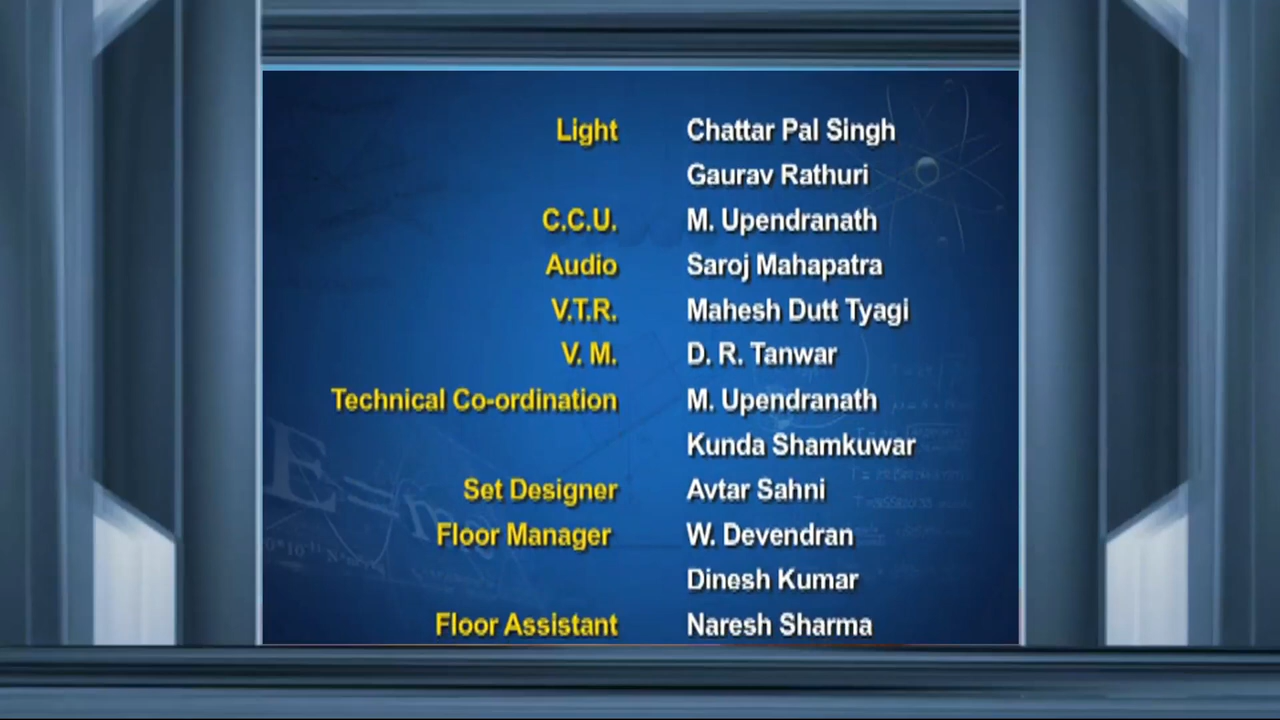 Light Chattar Pal Singh
Gaurav Rathuri
C.C.U. M. Upendranath
Audio Saroj Mahapatra
V.T.R. Mahesh Dutt Tyagi
V. M. D. R. Tanwar
Technical Co-ordination M. Upendranath
Kunda Shamkuwar
Set Designer Avtar Sahni
Floor Manager W. Devendran
Dinesh Kumar
Floor Assistant Naresh Sharma
E=mc